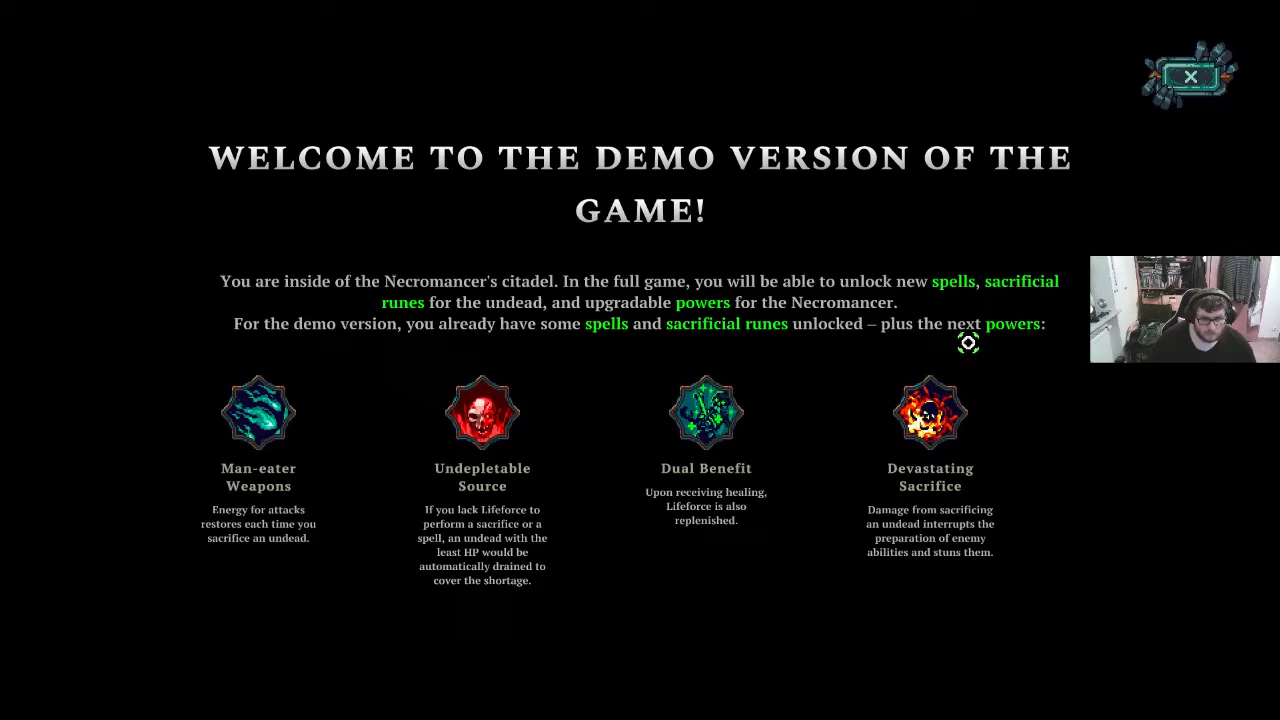 WELCOME TO THE DEMO VERSION OF THE
GAME!
You are inside of the Necromancer's citadel. In the full game, you will be able to unlock new spells, sacrificial
runes for the undead, and upgradable powers for the Necromancer.
For the demo version, you already have some spells and sacrificial runes unlocked – plus the next powers:
Man-eater
Weapons
Energy for attacks
restores each time you
sacrifice an undead.
Undepletable
Source
If you lack Lifeforce to
perform a sacrifice or a
spell, an undead with the
least HP would be
automatically drained to
cover the shortage.
Dual Benefit
Upon receiving healing,
Lifeforce is also
replenished.
Devastating
Sacrifice
Damage from sacrificing
an undead interrupts the
preparation of enemy
abilities and stuns them.